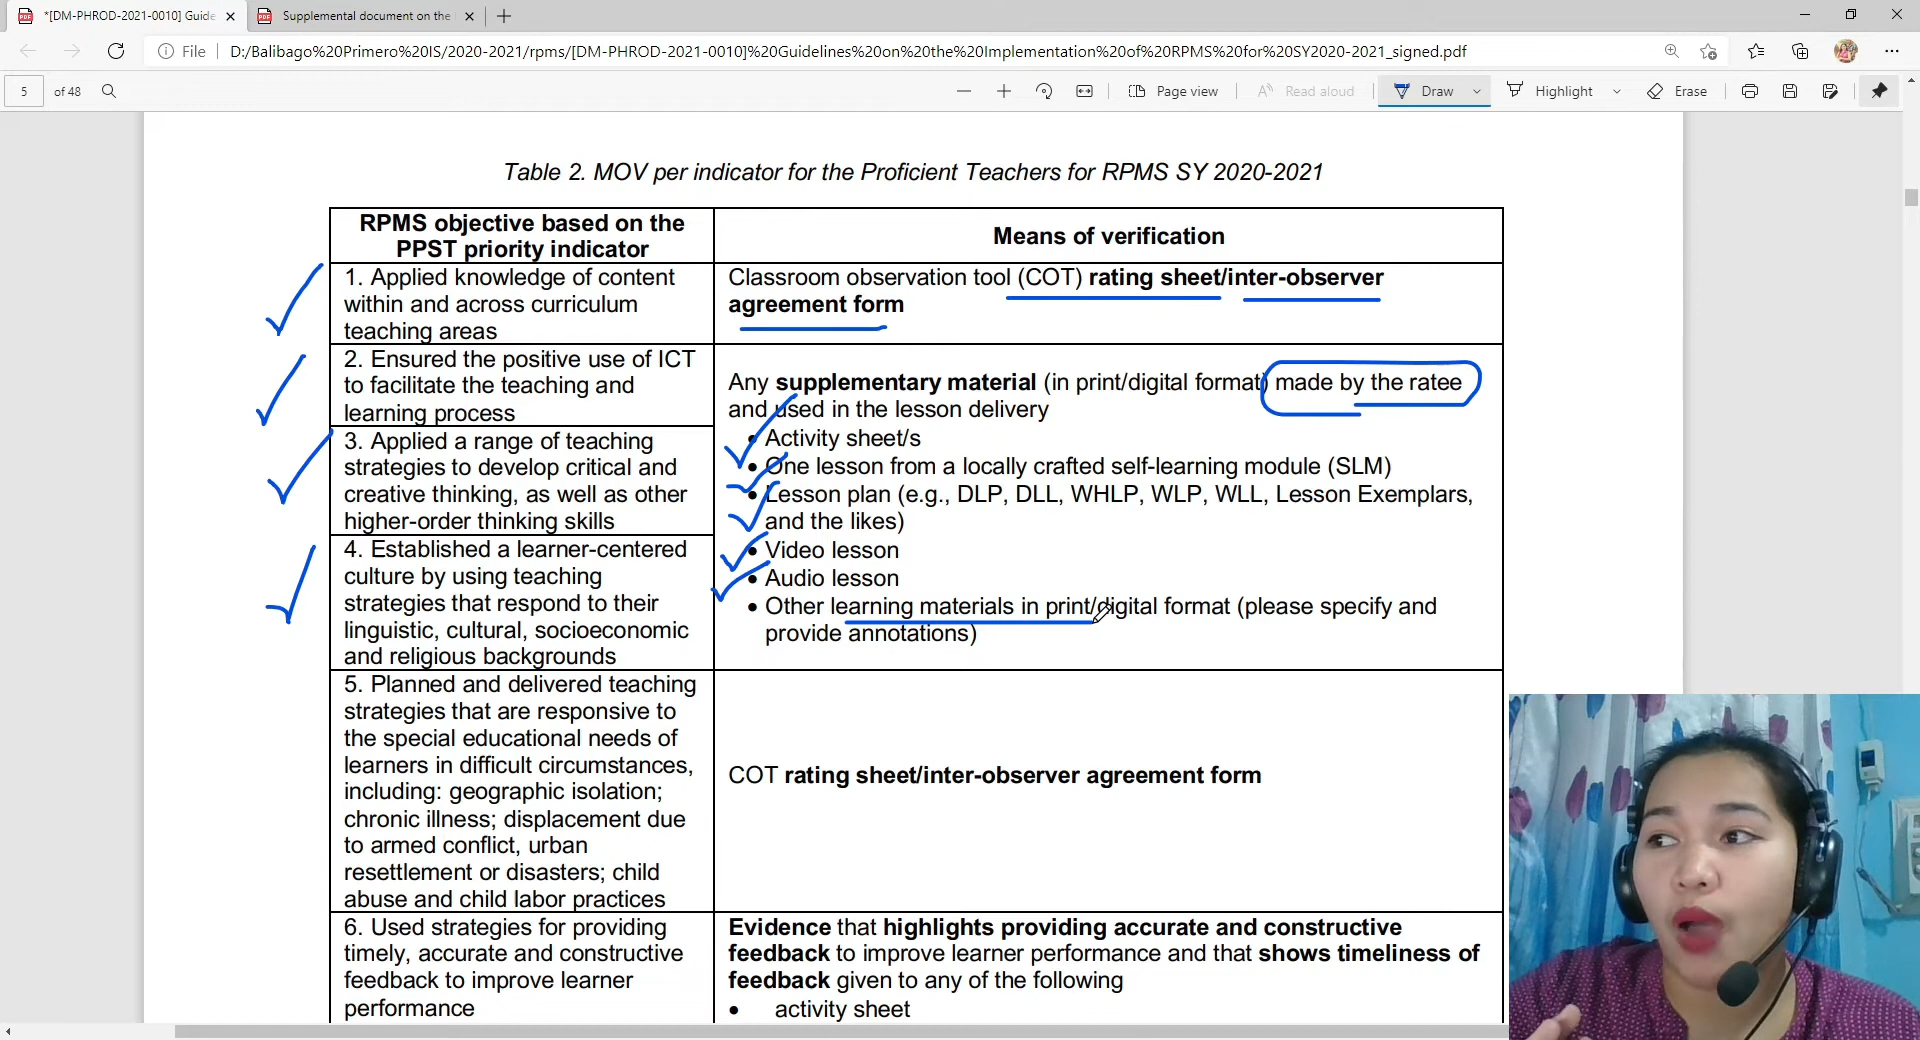 *[DM-PHROD-2021-0010] Guide
Supplemental document on the
File
D:/Balibago%20Primero%20IS/2020-2021/rpms/[DM-PHROD-2021-0010]%20Guidelines%20on%20the%20Implementation%20of%20RPMS%20for%20SY2020-2021_signed.pdf
5 of 48
Page view
Read aloud
Draw
Highlight
Erase
Table 2. MOV per indicator for the Proficient Teachers for RPMS SY 2020-2021
RPMS objective based on the
PPST priority indicator
Means of verification
1. Applied knowledge of content
within and across curriculum
teaching areas
Classroom observation tool (COT) rating sheet/inter-observer
agreement form
2. Ensured the positive use of ICT
to facilitate the teaching and
learning process
3. Applied a range of teaching
strategies to develop critical and
creative thinking, as well as other
higher-order thinking skills
4. Established a learner-centered
culture by using teaching
strategies that respond to their
linguistic, cultural, socioeconomic
and religious backgrounds
Any supplementary material (in print/digital format) made by the ratee
and used in the lesson delivery
• Activity sheet/s
• One lesson from a locally crafted self-learning module (SLM)
• Lesson plan (e.g., DLP, DLL, WHLP, WLP, WLL, Lesson Exemplars,
and the likes)
• Video lesson
• Audio lesson
• Other learning materials in print/digital format (please specify and
provide annotations)
5. Planned and delivered teaching
strategies that are responsive to
the special educational needs of
learners in difficult circumstances,
including: geographic isolation;
chronic illness; displacement due
to armed conflict, urban
resettlement or disasters; child
abuse and child labor practices
COT rating sheet/inter-observer agreement form
6. Used strategies for providing
timely, accurate and constructive
feedback to improve learner
performance
Evidence that highlights providing accurate and constructive
feedback to improve learner performance and that shows timeliness of
feedback given to any of the following
• activity sheet